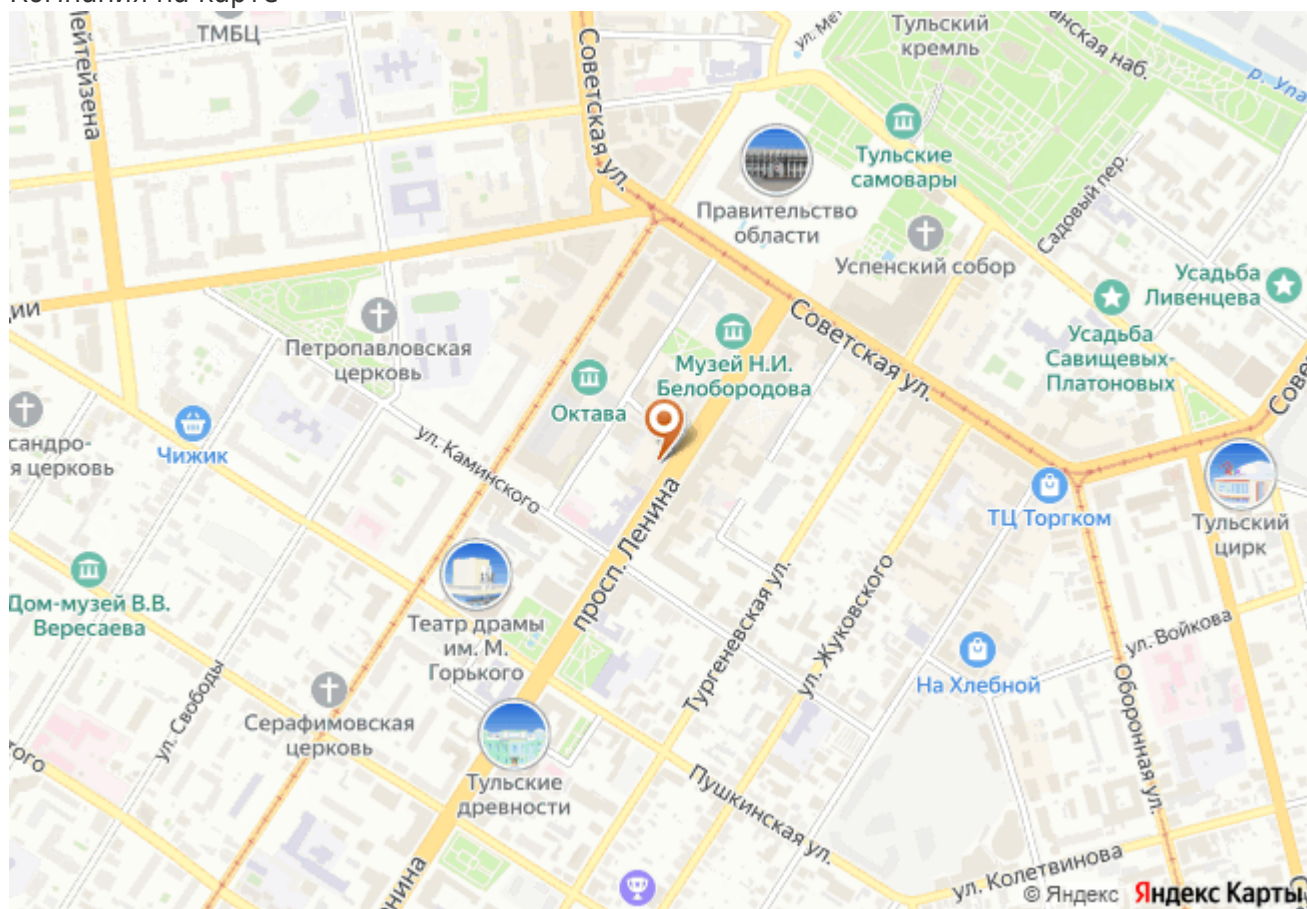 Компания на карте
ТМБЦ
Тульский
кремль
р. Упа
Советская ул.
Тульские
самовары
Правительство
области
Садовый пер.
Успенский собор
Усадьба
Ливенцева
Советская ул.
Усадьба
Савищевых-
Платоновых
Петропавловская
церковь
Музей Н.И.
Белобородова
Октава
Чижик
ул. Каминского
сандро-
я церковь
просп. Ленина
ТЦ Торгком
Тульский
цирк
Дом-музей В.В.
Вересаева
Театр драмы
им. М.
Горького
Тургеневская ул.
ул. Жуковского
ул. Войкова
На Хлебной
Оборонная ул.
ул. Свободы
Серафимовская
церковь
Тульские
древности
Пушкинская ул.
ул. Колетвинова
© Яндекс Яндекс Карты